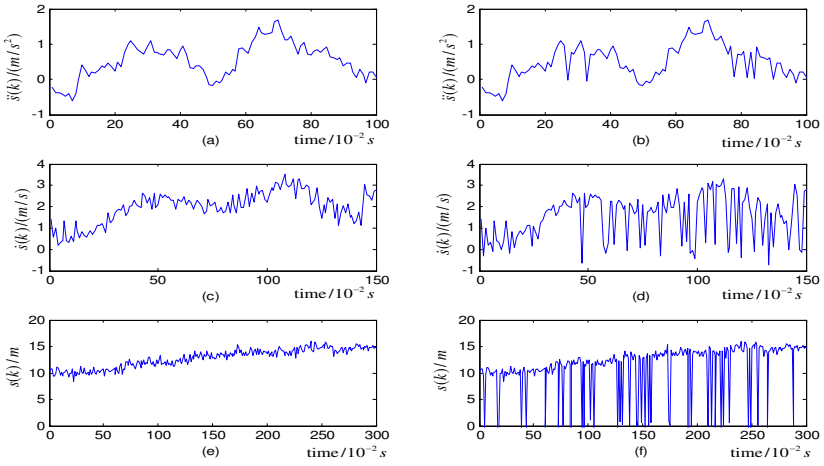 2
1
0
-1
s̈(k)/(m/s²)
0 20 40 60 80 100
(a) time/10⁻² s
2
1
0
-1
s̈(k)/(m/s²)
0 20 40 60 80 100
(b) time/10⁻² s
4
3
2
1
0
-1
ṡ(k)/(m/s)
50 100 150
(c) time/10⁻² s
4
3
2
1
0
-1
ṡ(k)/(m/s)
50 100 150
(d) time/10⁻² s
20
15
10
5
0
s(k)/m
0 50 100 150 200 250 300
(e) time/10⁻² s
20
15
10
5
0
s(k)/m
0 50 100 150 200 250 300
(f) time/10⁻² s